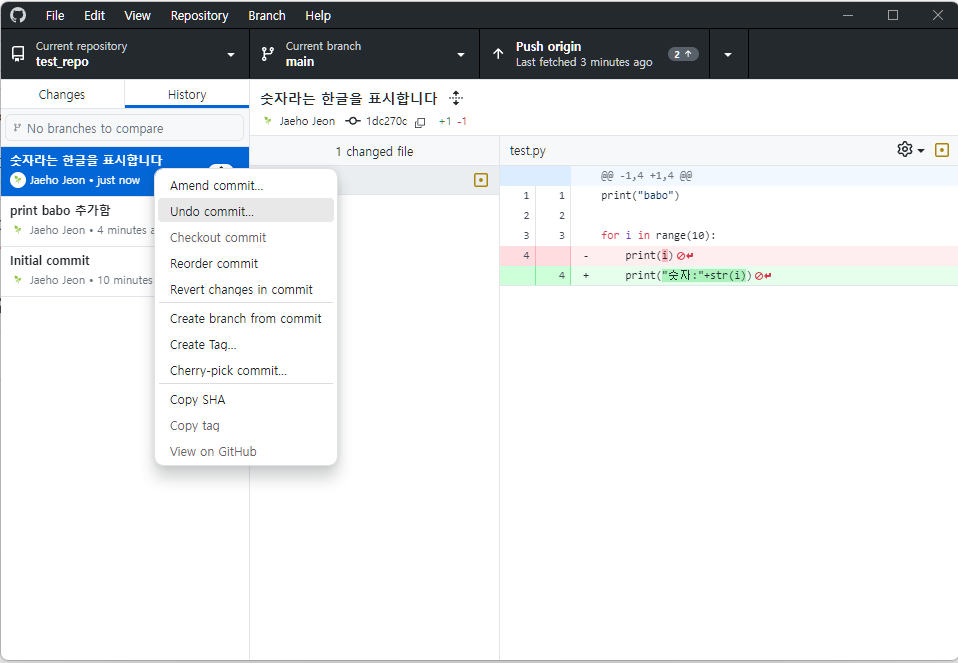 File Edit View Repository Branch Help
Current repository
test_repo
Current branch
main
Push origin
Last fetched 3 minutes ago
2
Changes History
No branches to compare
숫자라는 한글을 표시합니다
Jaeho Jeon • just now
print babo 추가함
Jaeho Jeon • 4 minutes a
Initial commit
Jaeho Jeon • 10 minutes
Amend commit...
Undo commit...
Checkout commit
Reorder commit
Revert changes in commit
Create branch from commit
Create Tag...
Cherry-pick commit...
Copy SHA
Copy tag
View on GitHub
숫자라는 한글을 표시합니다
Jaeho Jeon 1dc270c +1 -1
1 changed file
test.py
@@ -1,4 +1,4 @@
1 1 print("babo")
2 2
3 3 for i in range(10):
4 - print(i)
4 + print("숫자:"+str(i))